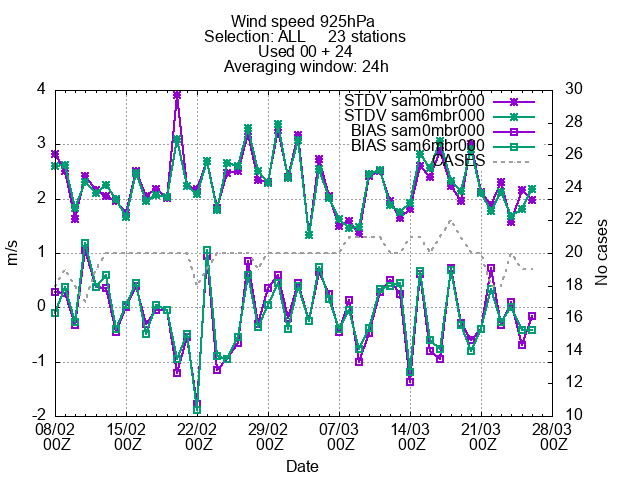 Wind speed 925hPa
Selection: ALL 23 stations
Used 00 + 24
Averaging window: 24h
4 30
28
3 26
24
2 22
1 20
18
0 16
-1 14
12
-2 10
STDV sam0mbr000
STDV sam6mbr000
BIAS sam0mbr000
BIAS sam6mbr000
CASES
m/s
No cases
08/02 15/02 22/02 29/02 07/03 14/03 21/03 28/03
00Z 00Z 00Z 00Z 00Z 00Z 00Z 00Z
Date